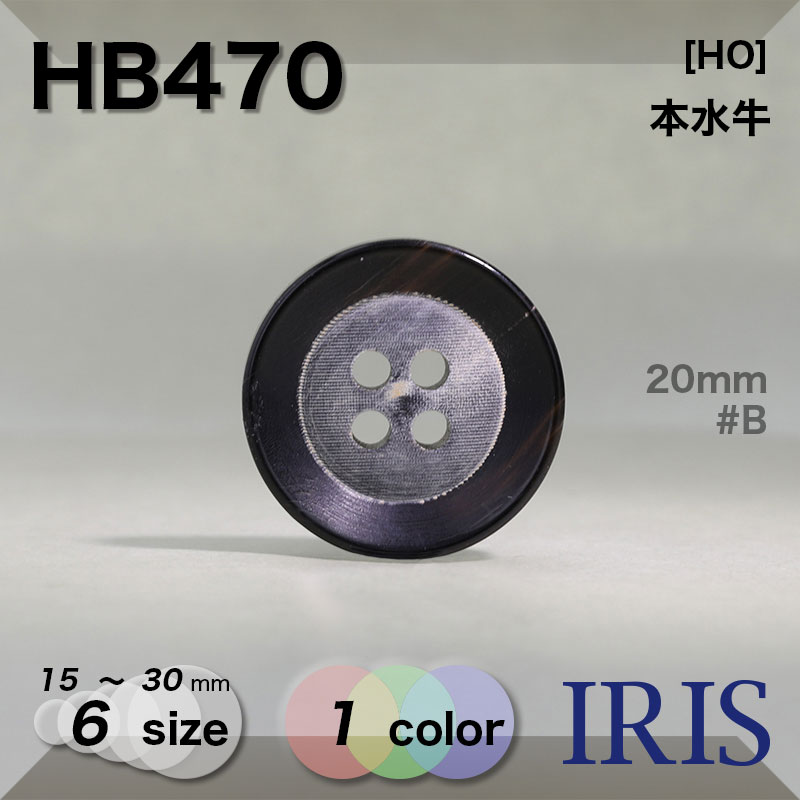 HB470
[HO]
本水牛
20mm
#B
15 ～ 30 mm
6 size
1 color
IRIS